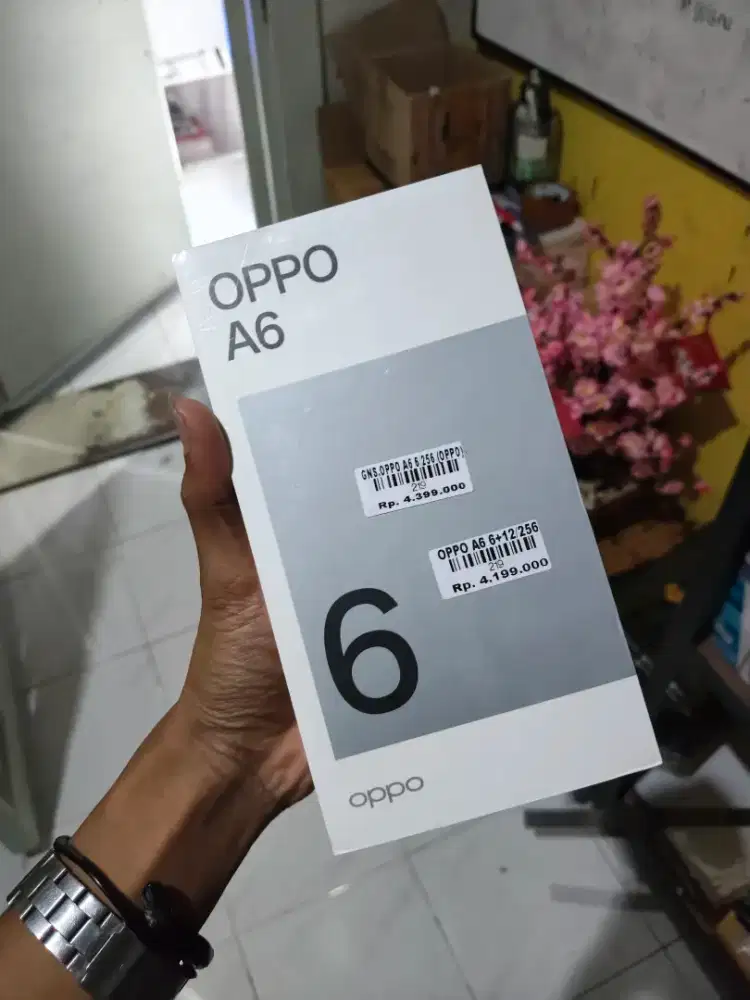 OPPO
A6
GNS.OPPO A6 6 256 (OPPO)
219
Rp. 4.399.000
OPPO A6 6+12 256
219
Rp. 4.199.000
6
oppo